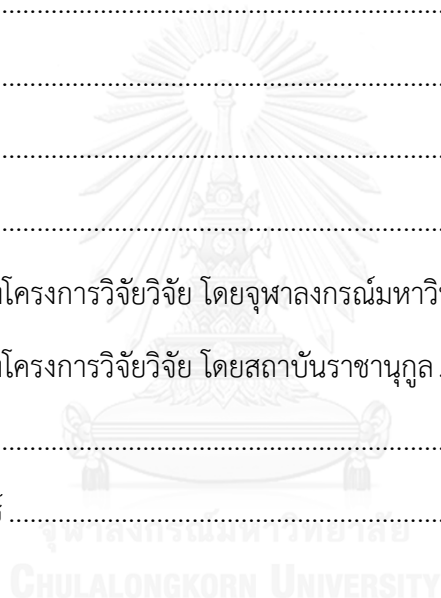 ........................................................................
........................................................................
........................................................................
........................................................................
โครงการวิจัยวิจัย โดยจุฬาลงกรณ์มหาวิ
โครงการวิจัยวิจัย โดยสถาบันราชานุกูล .
........................................................................
........................................................................
จุฬาลงกรณ์มหาวิทยาลัย
CHULALONGKORN UNIVERSITY